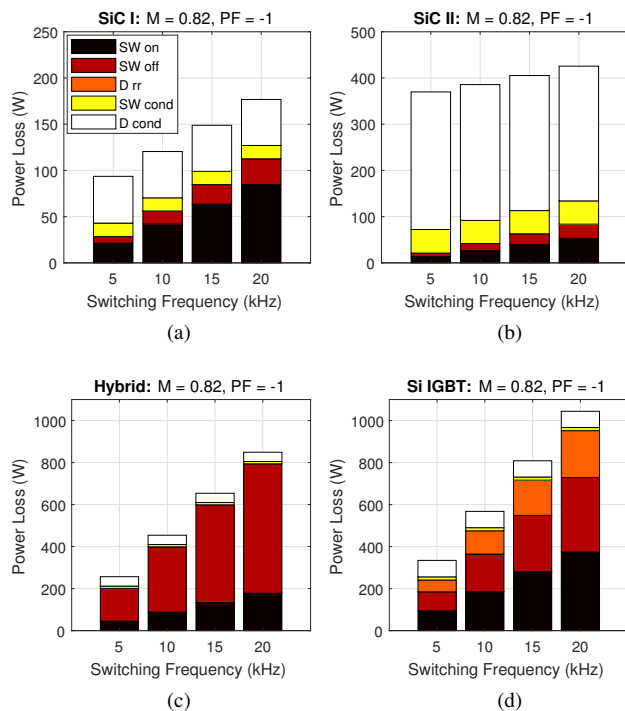 SiC I: M = 0.82, PF = -1
250
200
150
100
50
0
Power Loss (W)
SW on
SW off
D rr
SW cond
D cond
5 10 15 20
Switching Frequency (kHz)
(a)
SiC II: M = 0.82, PF = -1
500
400
300
200
100
0
Power Loss (W)
5 10 15 20
Switching Frequency (kHz)
(b)
Hybrid: M = 0.82, PF = -1
1000
800
600
400
200
0
Power Loss (W)
5 10 15 20
Switching Frequency (kHz)
(c)
Si IGBT: M = 0.82, PF = -1
1000
800
600
400
200
0
Power Loss (W)
5 10 15 20
Switching Frequency (kHz)
(d)